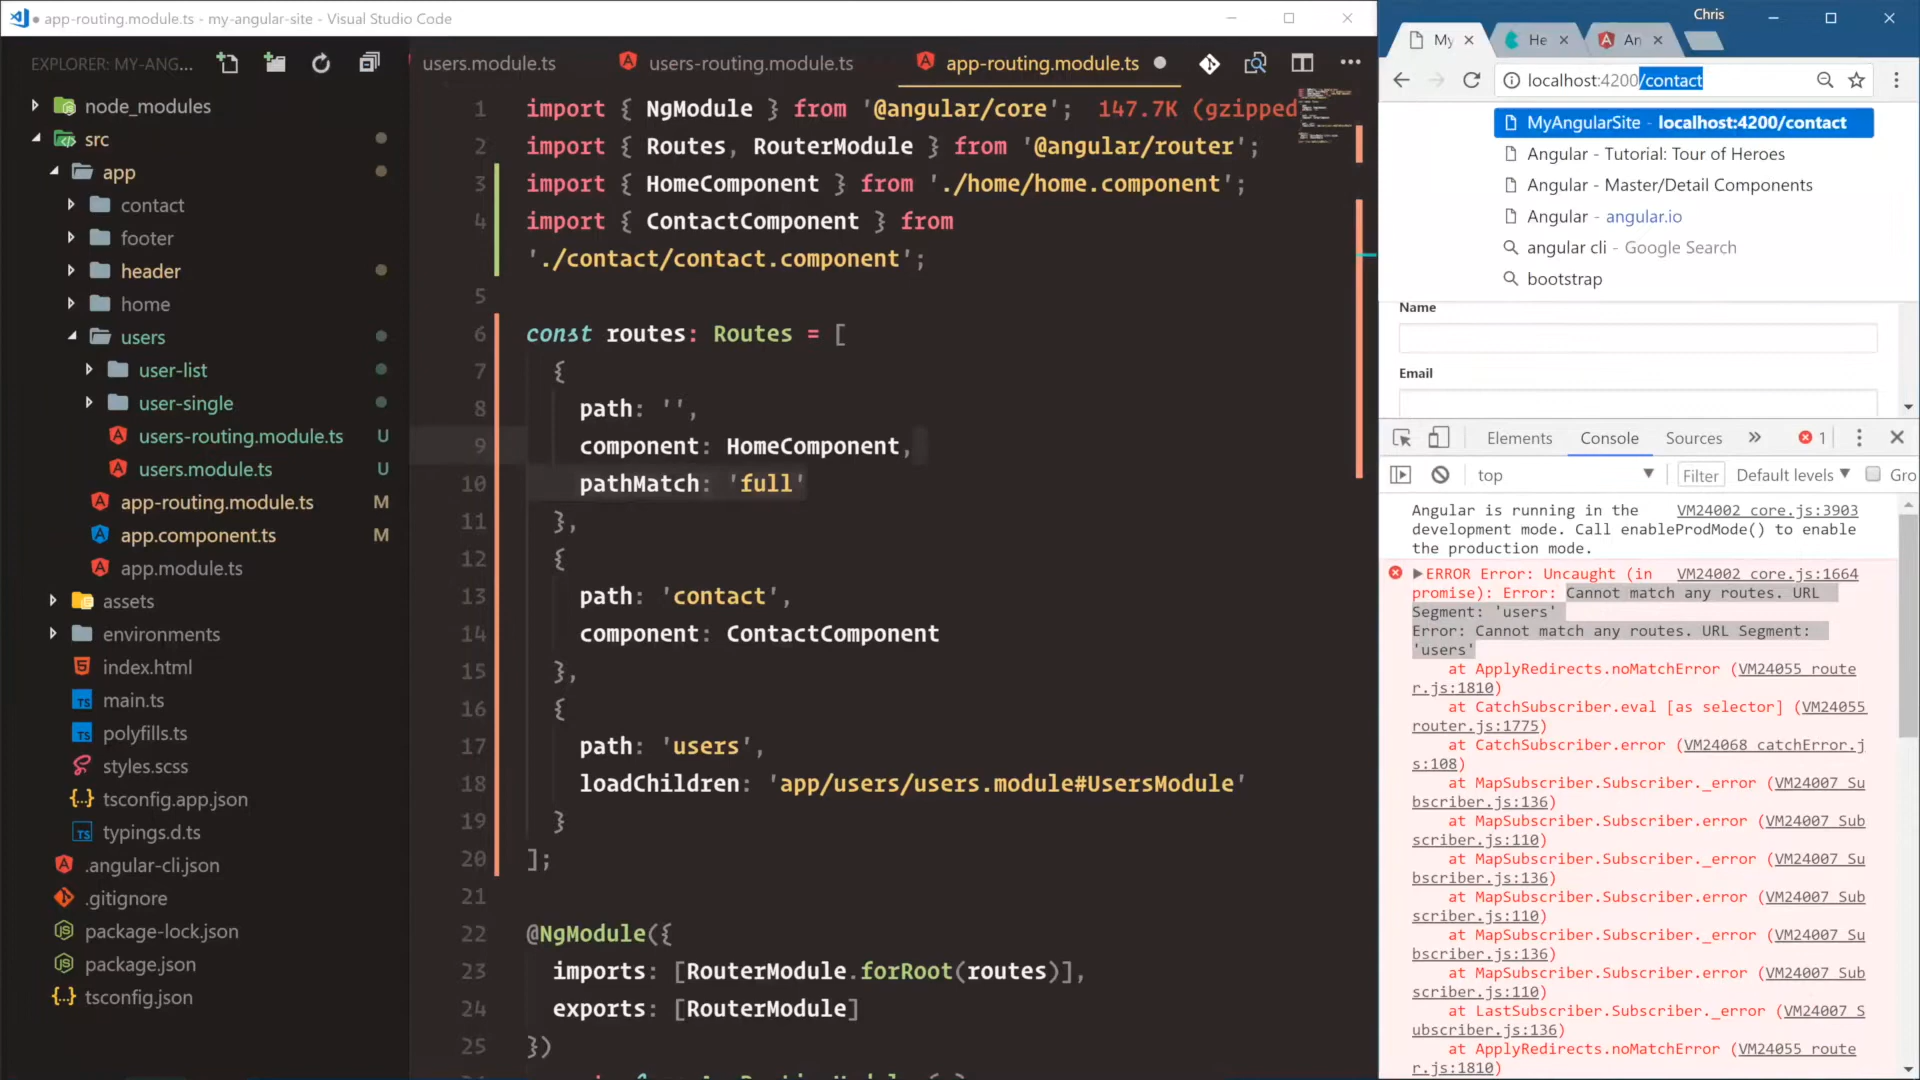 app-routing.module.ts - my-angular-site - Visual Studio Code
EXPLORER: MY-ANG...
node_modules
src
app
contact
footer
header
home
users
user-list
user-single
users-routing.module.ts U
users.module.ts U
app-routing.module.ts M
app.component.ts M
app.module.ts
assets
environments
index.html
main.ts
polyfills.ts
styles.scss
tsconfig.app.json
typings.d.ts
.angular-cli.json
.gitignore
package-lock.json
package.json
tsconfig.json
users.module.ts
users-routing.module.ts
app-routing.module.ts
1 import { NgModule } from '@angular/core'; 147.7K (gzipped
2 import { Routes, RouterModule } from '@angular/router';
3 import { HomeComponent } from './home/home.component';
4 import { ContactComponent } from
'./contact/contact.component';
5
6 const routes: Routes = [
7 {
8 path: '',
9 component: HomeComponent,
10 pathMatch: 'full'
11 },
12 {
13 path: 'contact',
14 component: ContactComponent
15 },
16 {
17 path: 'users',
18 loadChildren: 'app/users/users.module#UsersModule'
19 }
20 ];
21
22 @NgModule({
23 imports: [RouterModule.forRoot(routes)],
24 exports: [RouterModule]
25 })
Chris
My
He
An
localhost:4200/contact
MyAngularSite - localhost:4200/contact
Angular - Tutorial: Tour of Heroes
Angular - Master/Detail Components
Angular - angular.io
angular cli - Google Search
bootstrap
Name
Email
Elements Console Sources 1
top Filter Default levels Gro
Angular is running in the VM24002 core.js:3903
development mode. Call enableProdMode() to enable
the production mode.
ERROR Error: Uncaught (in VM24002 core.js:1664
promise): Error: Cannot match any routes. URL
Segment: 'users'
Error: Cannot match any routes. URL Segment:
'users'
at ApplyRedirects.noMatchError (VM24055 route
r.js:1810)
at CatchSubscriber.eval [as selector] (VM24055
router.js:1775)
at CatchSubscriber.error (VM24068 catchError.j
s:108)
at MapSubscriber.Subscriber._error (VM24007 Su
bscriber.js:136)
at MapSubscriber.Subscriber.error (VM24007 Sub
scriber.js:110)
at MapSubscriber.Subscriber._error (VM24007 Su
bscriber.js:136)
at MapSubscriber.Subscriber.error (VM24007 Sub
scriber.js:110)
at MapSubscriber.Subscriber._error (VM24007 Su
bscriber.js:136)
at MapSubscriber.Subscriber.error (VM24007 Sub
scriber.js:110)
at LastSubscriber.Subscriber._error (VM24007 S
ubscriber.js:136)
at ApplyRedirects.noMatchError (VM24055 route
r.js:1810)